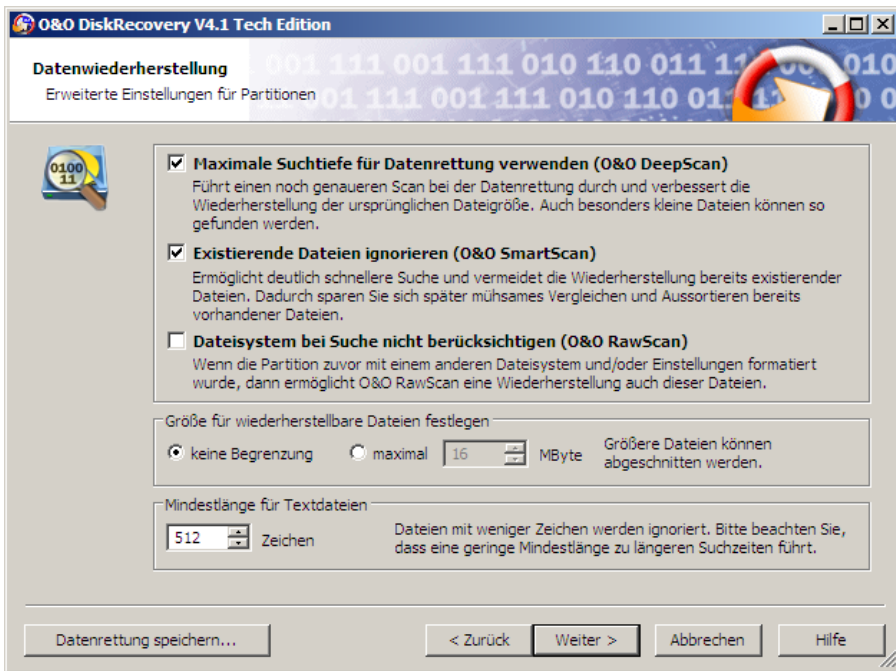 O&O DiskRecovery V4.1 Tech Edition
Datenwiederherstellung
Erweiterte Einstellungen für Partitionen
001 111 001 111 010 110 011 11 010
01 111 001 111 010 110 01 11 0 0
0100
11
Maximale Suchtiefe für Datenrettung verwenden (O&O DeepScan)
Führt einen noch genaueren Scan bei der Datenrettung durch und verbessert die
Wiederherstellung der ursprünglichen Dateigröße. Auch besonders kleine Dateien können so
gefunden werden.
Existierende Dateien ignorieren (O&O SmartScan)
Ermöglicht deutlich schnellere Suche und vermeidet die Wiederherstellung bereits existierender
Dateien. Dadurch sparen Sie sich später mühsames Vergleichen und Aussortieren bereits
vorhandener Dateien.
Dateisystem bei Suche nicht berücksichtigen (O&O RawScan)
Wenn die Partition zuvor mit einem anderen Dateisystem und/oder Einstellungen formatiert
wurde, dann ermöglicht O&O RawScan eine Wiederherstellung auch dieser Dateien.
Größe für wiederherstellbare Dateien festlegen
keine Begrenzung maximal 16 MByte
Größere Dateien können
abgeschnitten werden.
Mindestlänge für Textdateien
512 Zeichen
Dateien mit weniger Zeichen werden ignoriert. Bitte beachten Sie,
dass eine geringe Mindestlänge zu längeren Suchzeiten führt.
Datenrettung speichern... < Zurück Weiter > Abbrechen Hilfe